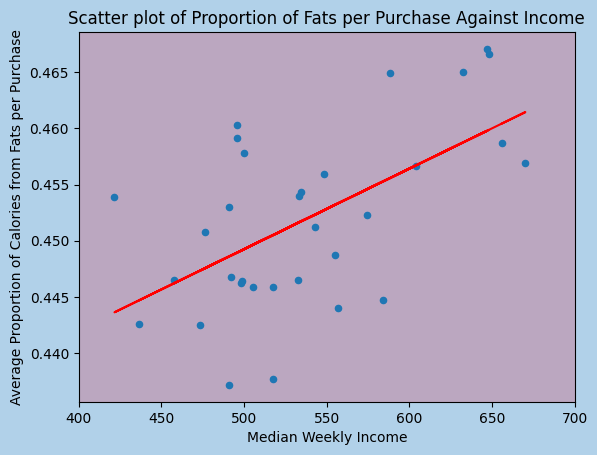 Scatter plot of Proportion of Fats per Purchase Against Income
Average Proportion of Calories from Fats per Purchase
0.465
0.460
0.455
0.450
0.445
0.440
400 450 500 550 600 650 700
Median Weekly Income